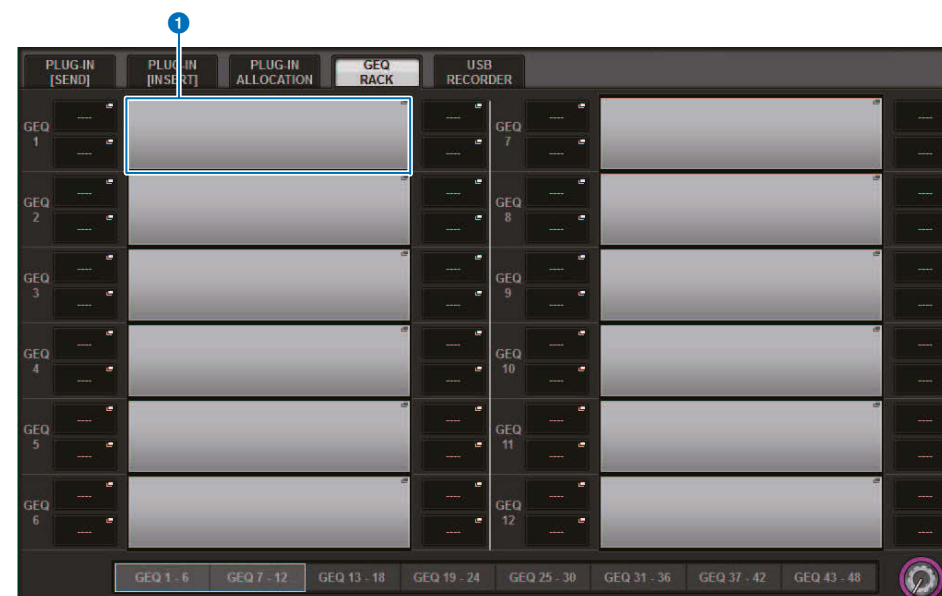 1
PLUG-IN [SEND]
PLUG-IN [INSERT]
PLUG-IN ALLOCATION
GEQ RACK
USB RECORDER
GEQ 1
----
----
----
----
GEQ 7
----
----
----
----
GEQ 2
----
----
----
----
GEQ 8
----
----
----
----
GEQ 3
----
----
----
----
GEQ 9
----
----
----
----
GEQ 4
----
----
----
----
GEQ 10
----
----
----
----
GEQ 5
----
----
----
----
GEQ 11
----
----
----
----
GEQ 6
----
----
----
----
GEQ 12
----
----
----
----
GEQ 1 - 6
GEQ 7 - 12
GEQ 13 - 18
GEQ 19 - 24
GEQ 25 - 30
GEQ 31 - 36
GEQ 37 - 42
GEQ 43 - 48